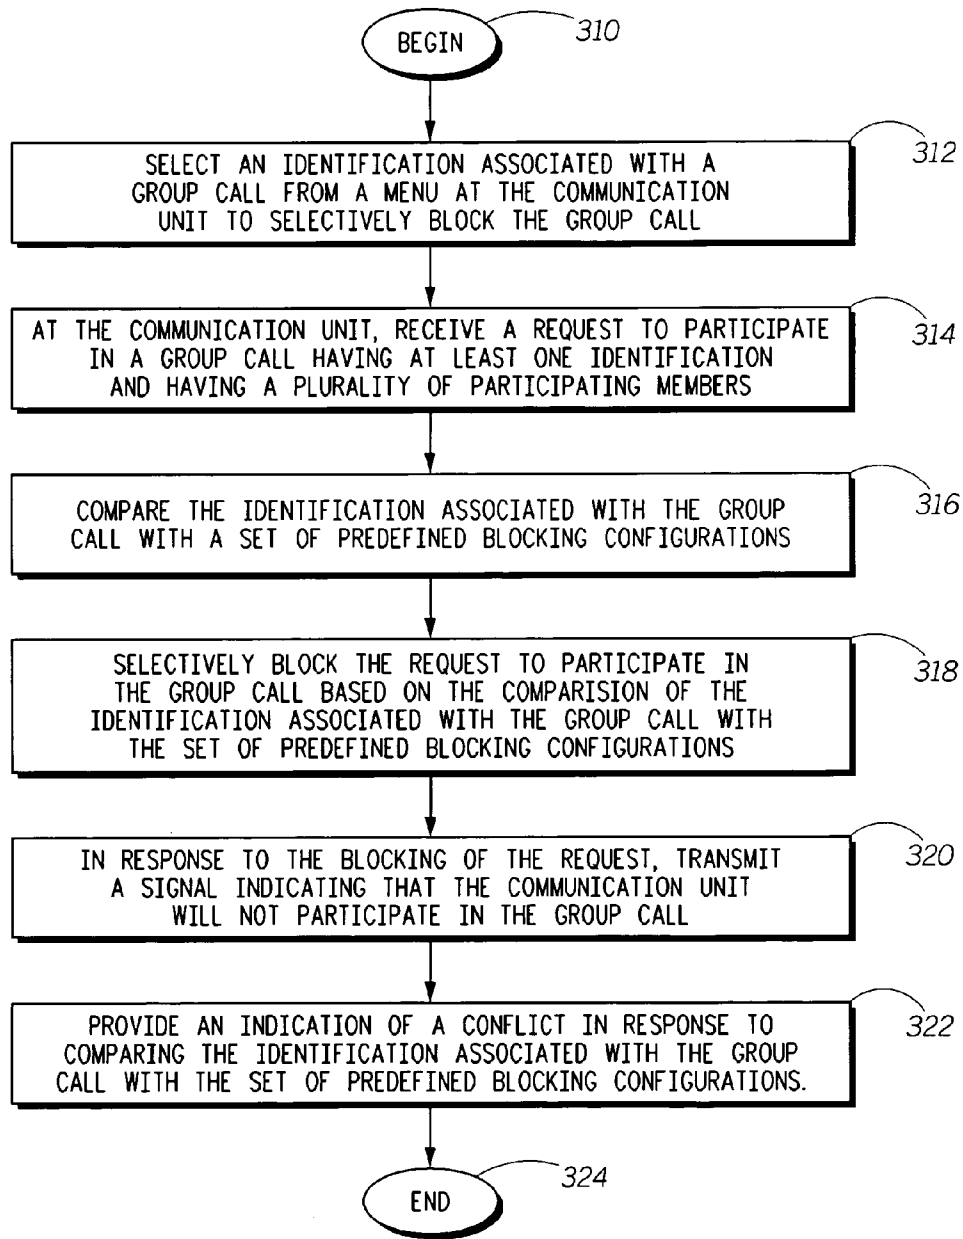 BEGIN
310
SELECT AN IDENTIFICATION ASSOCIATED WITH A
GROUP CALL FROM A MENU AT THE COMMUNICATION
UNIT TO SELECTIVELY BLOCK THE GROUP CALL
312
AT THE COMMUNICATION UNIT, RECEIVE A REQUEST TO PARTICIPATE
IN A GROUP CALL HAVING AT LEAST ONE IDENTIFICATION
AND HAVING A PLURALITY OF PARTICIPATING MEMBERS
314
COMPARE THE IDENTIFICATION ASSOCIATED WITH THE GROUP
CALL WITH A SET OF PREDEFINED BLOCKING CONFIGURATIONS
316
SELECTIVELY BLOCK THE REQUEST TO PARTICIPATE IN
THE GROUP CALL BASED ON THE COMPARISION OF THE
IDENTIFICATION ASSOCIATED WITH THE GROUP CALL WITH
THE SET OF PREDEFINED BLOCKING CONFIGURATIONS
318
IN RESPONSE TO THE BLOCKING OF THE REQUEST, TRANSMIT
A SIGNAL INDICATING THAT THE COMMUNICATION UNIT
WILL NOT PARTICIPATE IN THE GROUP CALL
320
PROVIDE AN INDICATION OF A CONFLICT IN RESPONSE TO
COMPARING THE IDENTIFICATION ASSOCIATED WITH THE GROUP
CALL WITH THE SET OF PREDEFINED BLOCKING CONFIGURATIONS.
322
END
324